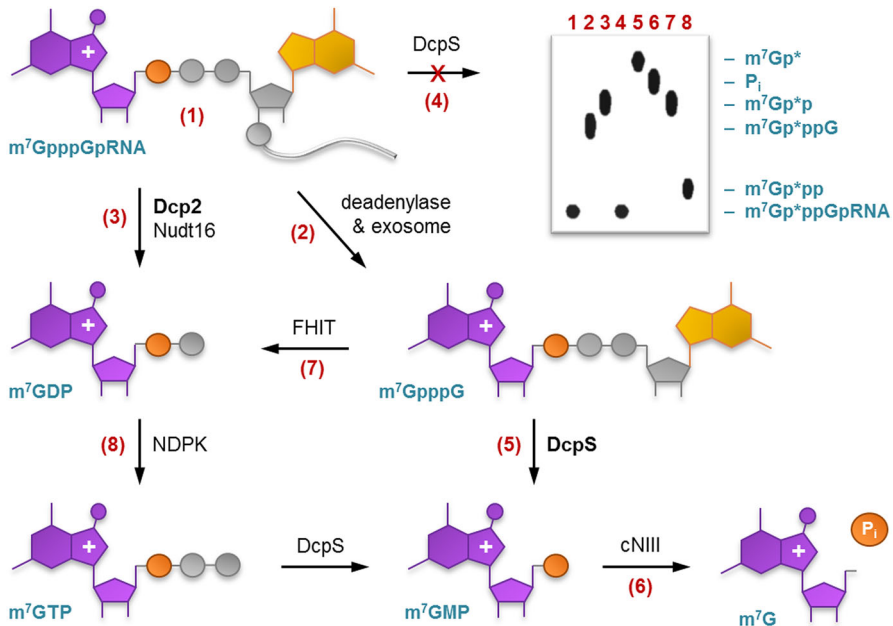 DcpS
(4)
(1)
m⁷GpppGpRNA
1 2 3 4 5 6 7 8
– m⁷Gp*
– Pᵢ
– m⁷Gp*p
– m⁷Gp*ppG
– m⁷Gp*pp
– m⁷Gp*ppGpRNA
(3)
Dcp2
Nudt16
(2)
deadenylase
& exosome
m⁷GDP
FHIT
(7)
m⁷GpppG
(8)
NDPK
(5)
DcpS
m⁷GTP
DcpS
m⁷GMP
cNIII
(6)
Pᵢ
m⁷G
+
+
+
+
+
+